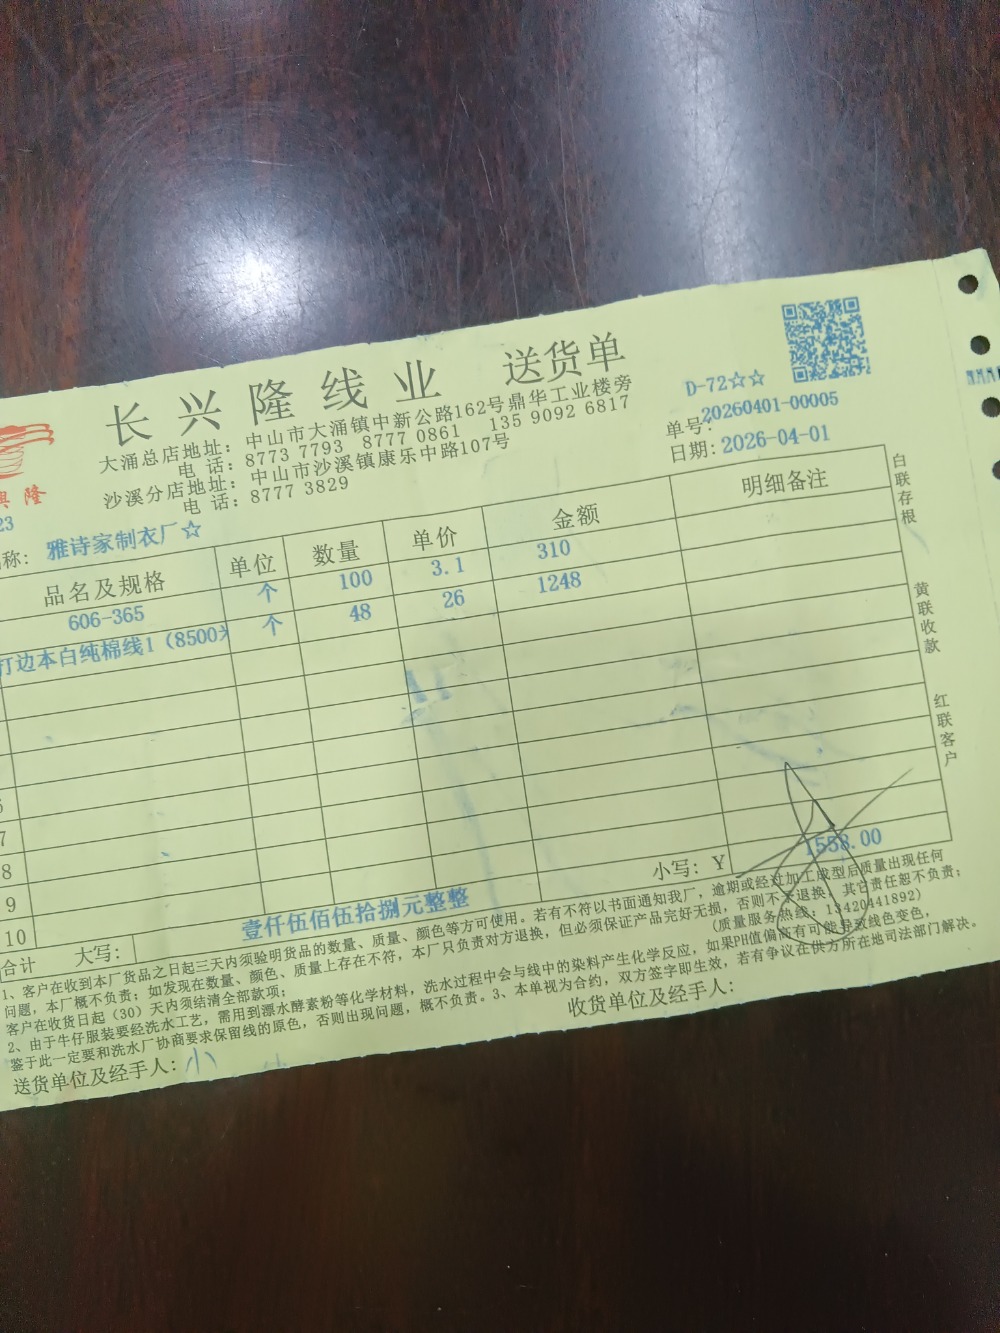 长兴隆线业 送货单
大涌总店地址: 中山市大涌镇中新公路162号鼎华工业楼旁
电 话: 8773 7793 8777 0861 135 9092 6817
沙溪分店地址: 中山市沙溪镇康乐中路107号
电 话: 8777 3829
D-72☆☆
单号: 20260401-00005
日期: 2026-04-01
興隆
23
称: 雅诗家制衣厂☆
品名及规格 单位 数量 单价 金额 明细备注
606-365 个 100 3.1 310
打边本白纯棉线1（8500米 个 48 26 1248
6
7
8
9
10
合计 大写: 壹仟伍佰伍拾捌元整整 小写: Y 1558.00
白联存根
黄联收款
红联客户
1、客户在收到本厂货品之日起三天内须验明货品的数量、质量、颜色等方可使用。若有不符以书面通知我厂，逾期或经过加工成型后质量出现任何
问题，本厂概不负责；如发现在数量、颜色、质量上存在不符，本厂只负责对方退换，但必须保证产品完好无损，否则不予退换，其它责任恕不负责；
客户在收货日起（30）天内须结清全部款项； (质量服务热线: 13420441892)
2、由于牛仔服装要经洗水工艺，需用到漂水酵素粉等化学材料，洗水过程中会与线中的染料产生化学反应，如果PH值偏高有可能导致线色变色，
鉴于此一定要和洗水厂协商要求保留线的原色，否则出现问题，概不负责。3、本单视为合约，双方签字即生效，若有争议在供方所在地司法部门解决。
送货单位及经手人: 小 收货单位及经手人: